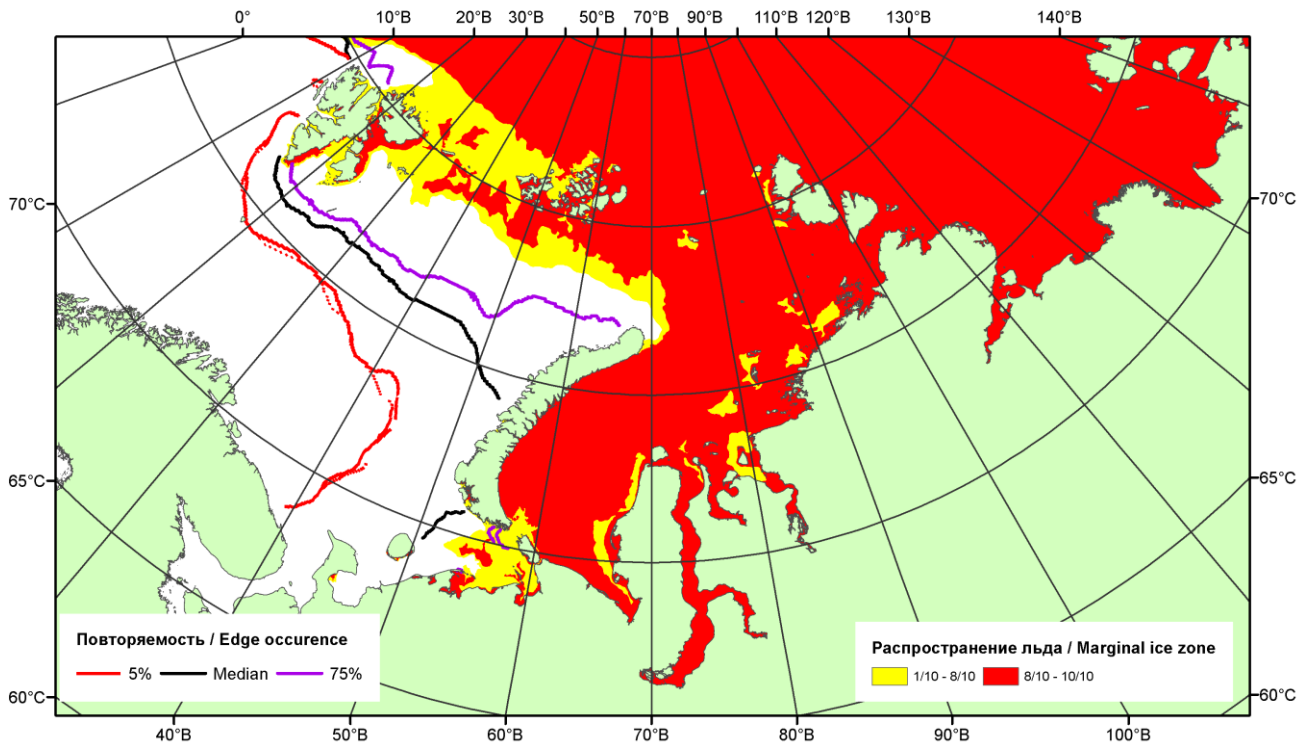 0° 10°В 20°В 30°В 50°В 70°В 90°В 110°В 120°В 130°В 140°В
70°С 70°С
65°С 65°С
60°С 60°С
Повторяемость / Edge occurence
5% Median 75%
Распространение льда / Marginal ice zone
1/10 - 8/10 8/10 - 10/10
40°В 50°В 60°В 70°В 80°В 90°В 100°В